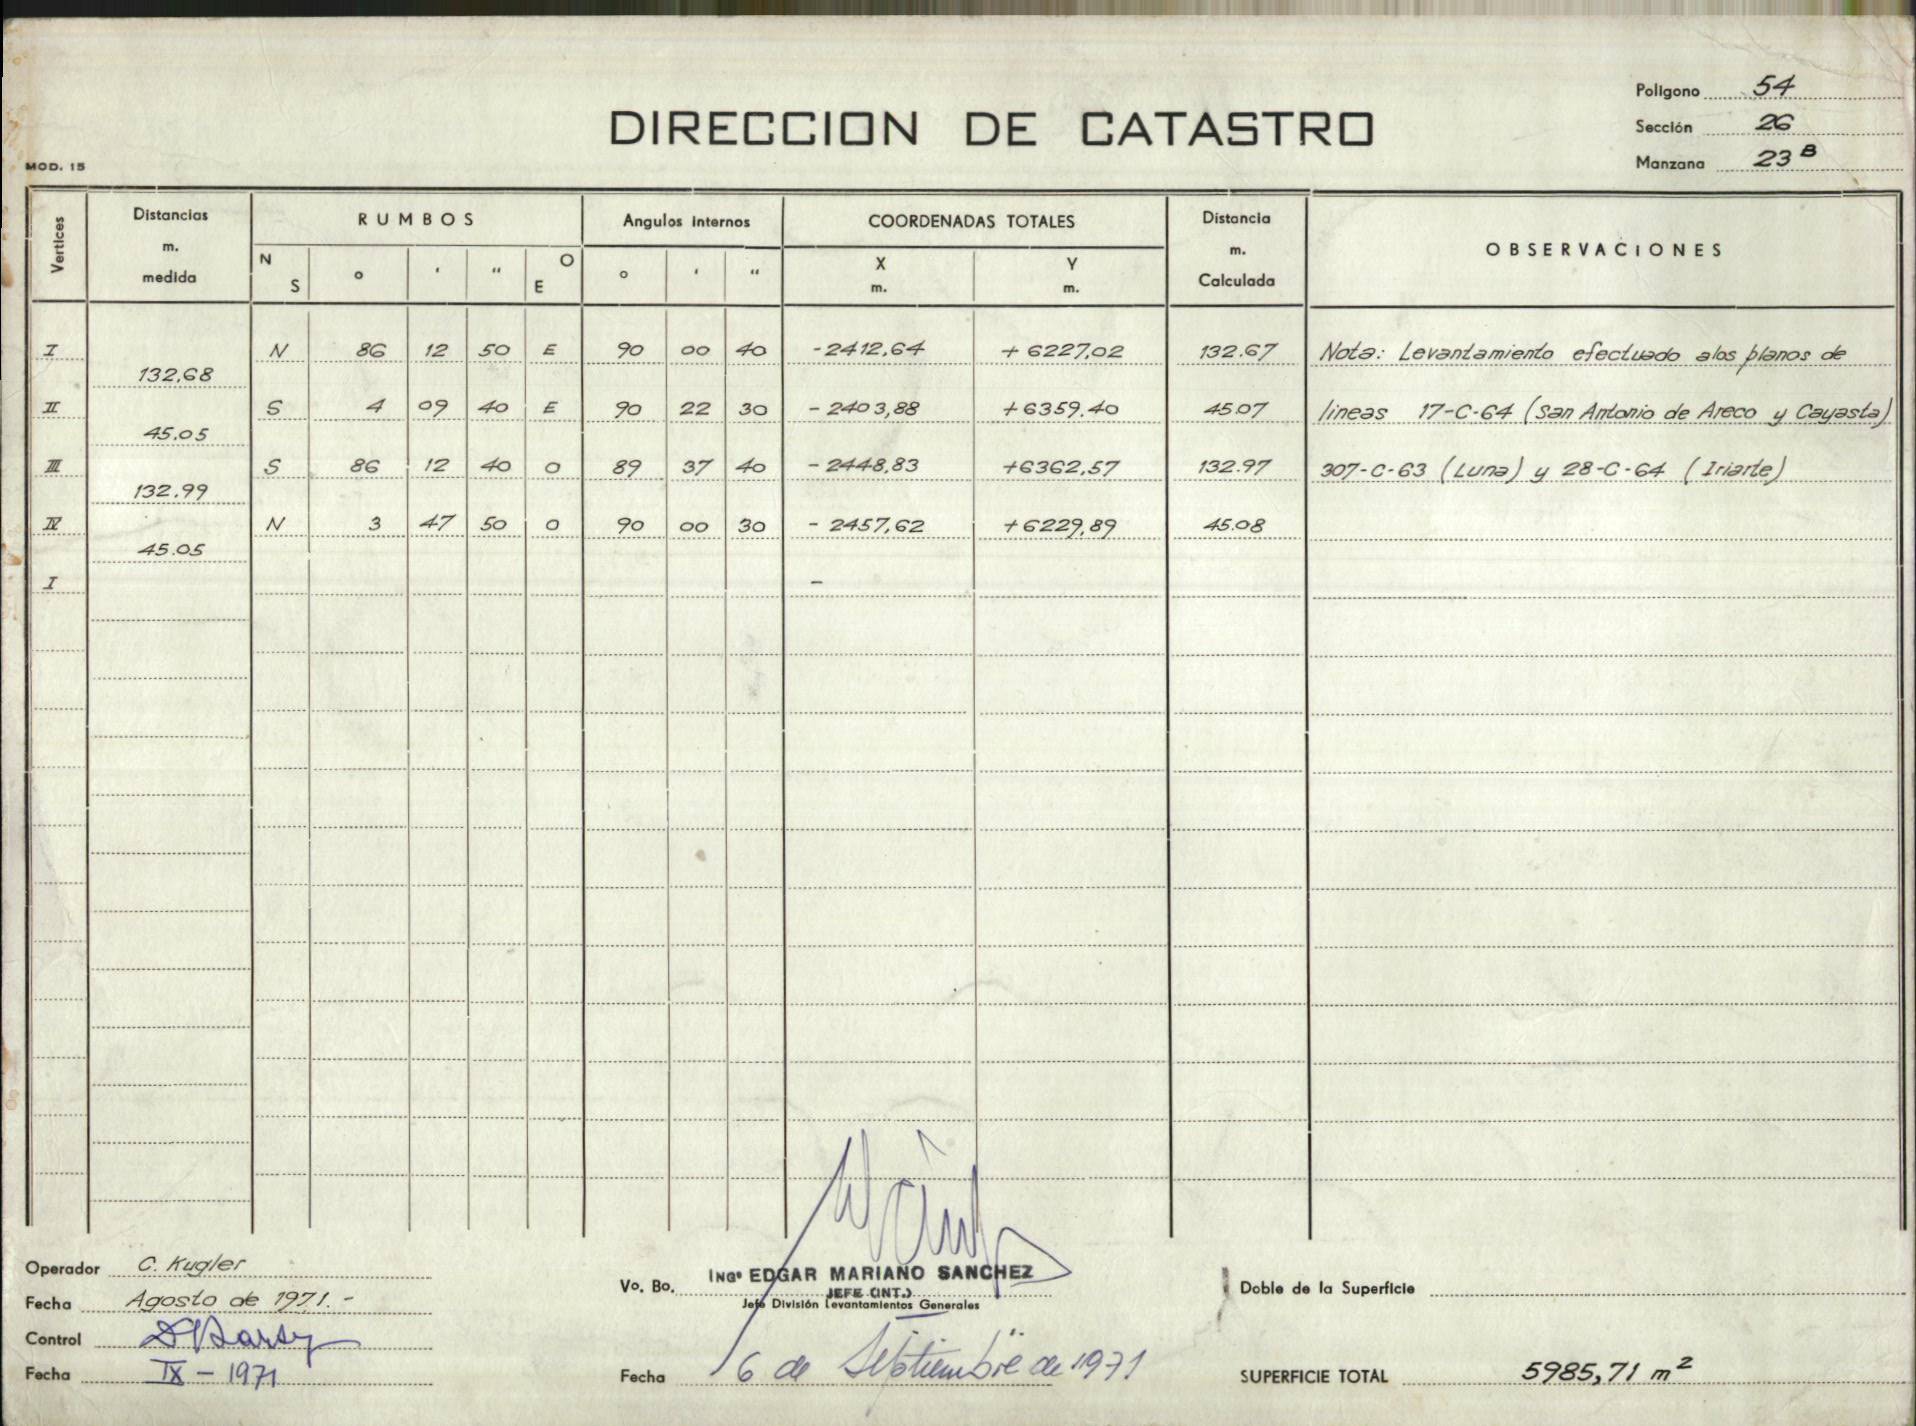 Polígono 54
DIRECCION DE CATASTRO
Sección 26
Manzana 23 B
MOD. 15
Vertices
Distancias m. medida
RUMBOS
Angulos internos
COORDENADAS TOTALES
Distancia m. Calculada
OBSERVACIONES
N S ° ' " O E ° ' " X m. Y m.
I N 86 12 50 E 90 00 40 -2412,64 +6227,02 132.67 Nota: Levantamiento efectuado a los planos de
132,68
II S 4 09 40 E 90 22 30 -2403,88 +6359.40 45.07 lineas 17-C-64 (San Antonio de Areco y Cayasta)
45.05
III S 86 12 40 O 89 37 40 -2448,83 +6362,57 132.97 307-C-63 (Luna) y 28-C-64 (Iriarte)
132.99
IV N 3 47 50 O 90 00 30 -2457,62 +6229,89 45.08
45.05
I -
Operador C. Kugler
Fecha Agosto de 1971.-
Control
Fecha IX-1971
Vo. Bo. ING° EDGAR MARIANO SANCHEZ
JEFE (INT.)
Jefe División Levantamientos Generales
Fecha 6 de Septiembre de 1971
Doble de la Superficie
SUPERFICIE TOTAL 5985,71 m2